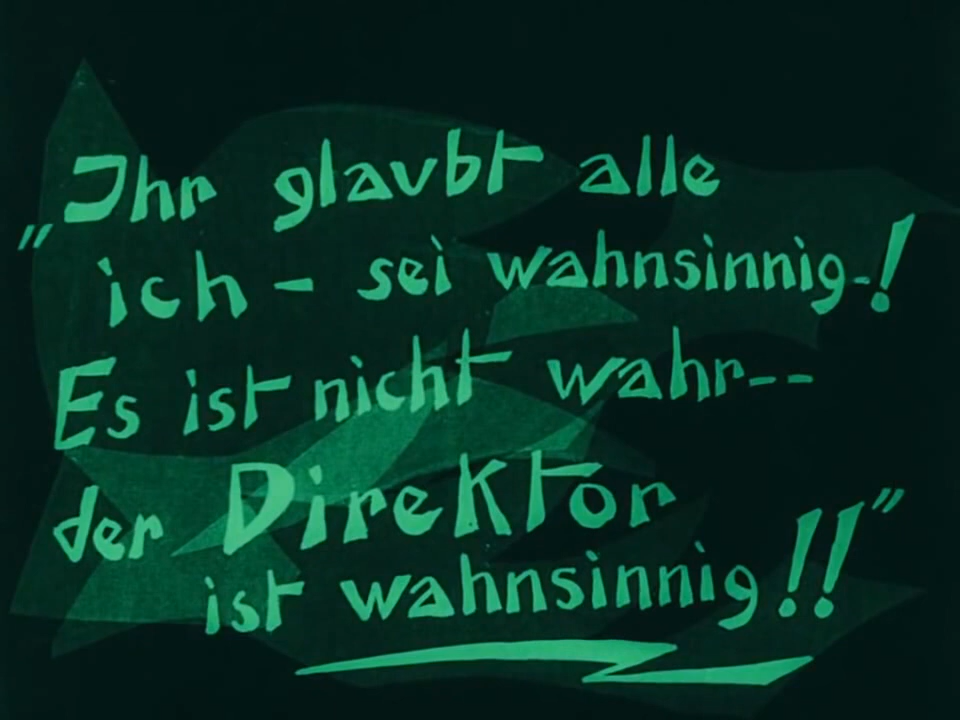 „Ihr glaubt alle
ich - sei wahnsinnig-!
Es ist nicht wahr--
der Direktor
ist wahnsinnig!!"